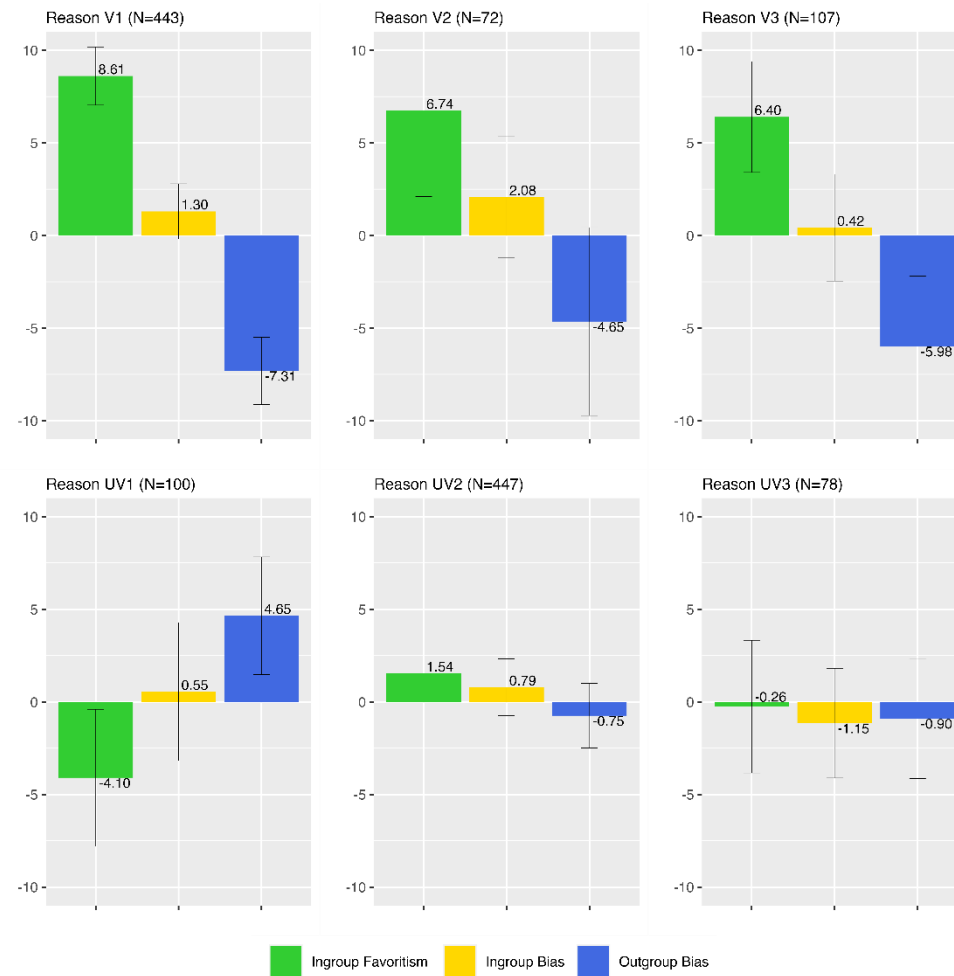 Reason V1 (N=443) Reason V2 (N=72) Reason V3 (N=107)
10 10 10
8.61 6.74 6.40
5 5 5
1.30 2.08 0.42
0 0 0
-5 -5 -5
-7.31 -4.65 -5.98
-10 -10 -10
Reason UV1 (N=100) Reason UV2 (N=447) Reason UV3 (N=78)
10 10 10
5 5 5
4.65
0.55 1.54 0.79 -0.26
0 0 0
-4.10 -0.75 -1.15 -0.90
-5 -5 -5
-10 -10 -10
Ingroup Favoritism Ingroup Bias Outgroup Bias